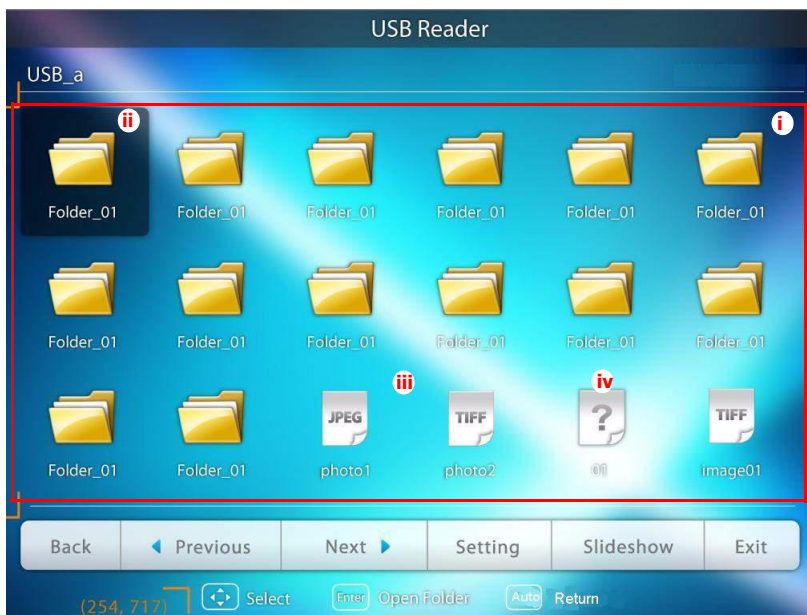 USB Reader
USB_a
ii
i
Folder_01 Folder_01 Folder_01 Folder_01 Folder_01 Folder_01
Folder_01 Folder_01 Folder_01 Folder_01 Folder_01 Folder_01
iii
iv
JPEG TIFF ? TIFF
Folder_01 Folder_01 photo1 photo2 01 image01
Back Previous Next Setting Slideshow Exit
(254, 717) Select Enter Open Folder Auto Return